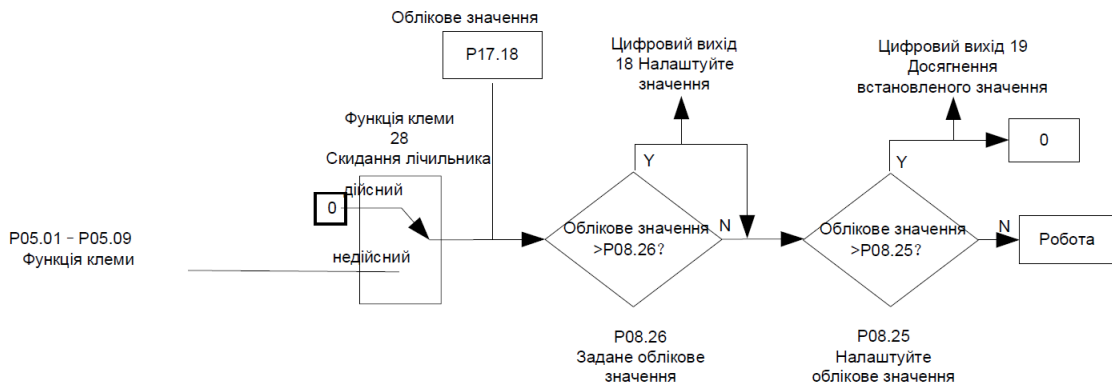 Облікове значення
P17.18
Цифровий вихід
18 Налаштуйте
значення
Цифровий вихід 19
Досягнення
встановленого значення
0
Функція клеми
28
Скидання лічильника
дійсний
0
недійсний
P05.01 – P05.09
Функція клеми
Y
Облікове значення
>P08.26?
N
Y
Облікове значення
>P08.25?
N
Робота
P08.26
Задане облікове
значення
P08.25
Налаштуйте
облікове значення